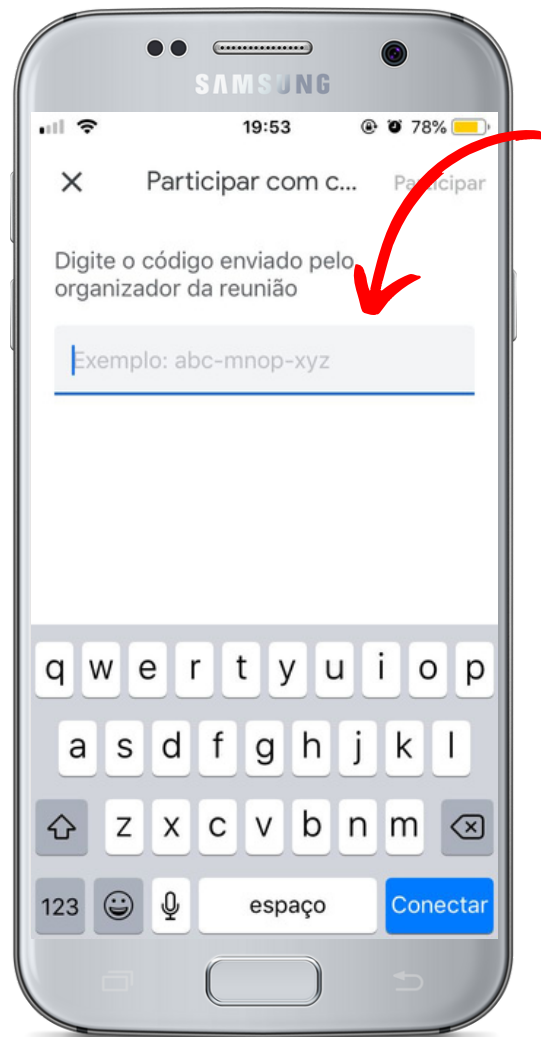 SAMSUNG
19:53 78%
Participar com c... Participar
Digite o código enviado pelo
organizador da reunião
Exemplo: abc-mnop-xyz
q w e r t y u i o p
a s d f g h j k l
z x c v b n m
123 espaço Conectar